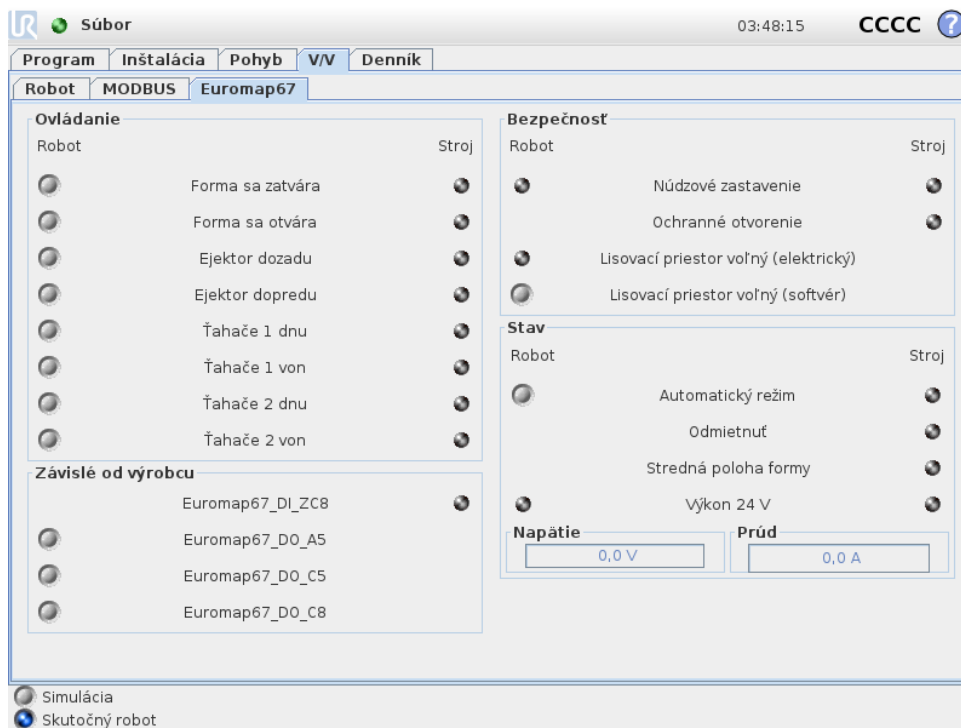 UR Súbor 03:48:15 CCCC ?
Program Inštalácia Pohyb V/V Denník
Robot MODBUS Euromap67
Ovládanie
Robot Stroj
Forma sa zatvára
Forma sa otvára
Ejektor dozadu
Ejektor dopredu
Ťahače 1 dnu
Ťahače 1 von
Ťahače 2 dnu
Ťahače 2 von
Závislé od výrobcu
Euromap67_DI_ZC8
Euromap67_DO_A5
Euromap67_DO_C5
Euromap67_DO_C8
Bezpečnosť
Robot Stroj
Núdzové zastavenie
Ochranné otvorenie
Lisovací priestor voľný (elektrický)
Lisovací priestor voľný (softvér)
Stav
Robot Stroj
Automatický režim
Odmietnuť
Stredná poloha formy
Výkon 24 V
Napätie Prúd
0,0 V 0,0 A
Simulácia
Skutočný robot